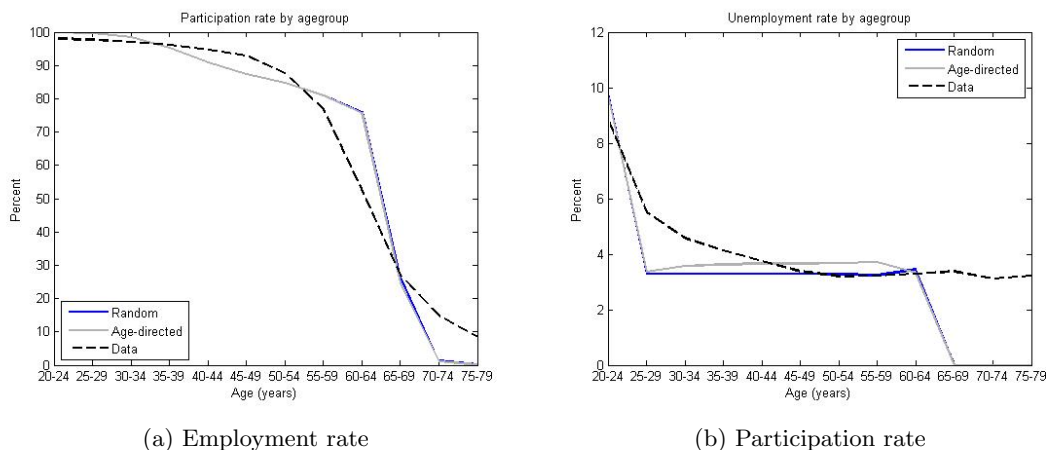 Participation rate by agegroup
100
90
80
70
60
50
40
30
20
10
0
Percent
Random
Age-directed
Data
20-24 25-29 30-34 35-39 40-44 45-49 50-54 55-59 60-64 65-69 70-74 75-79
Age (years)
(a) Employment rate
Unemployment rate by agegroup
12
10
8
6
4
2
0
Percent
Random
Age-directed
Data
20-24 25-29 30-34 35-39 40-44 45-49 50-54 55-59 60-64 65-69 70-74 75-79
Age (years)
(b) Participation rate